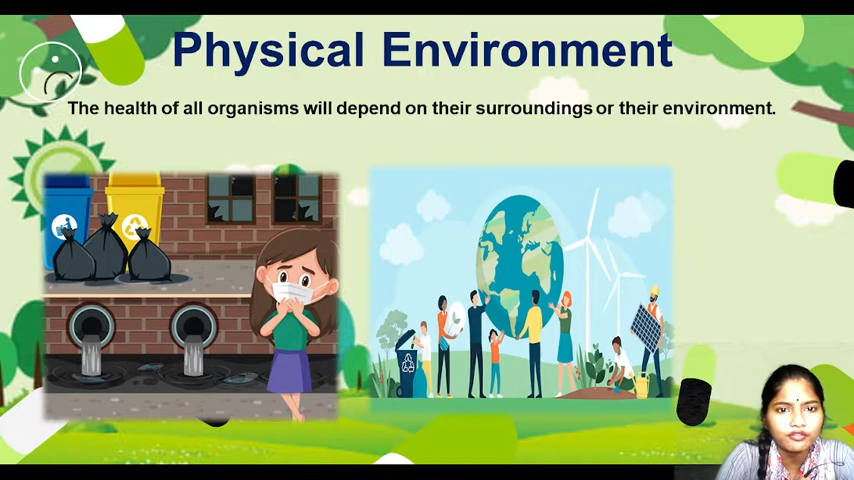 Physical Environment
The health of all organisms will depend on their surroundings or their environment.